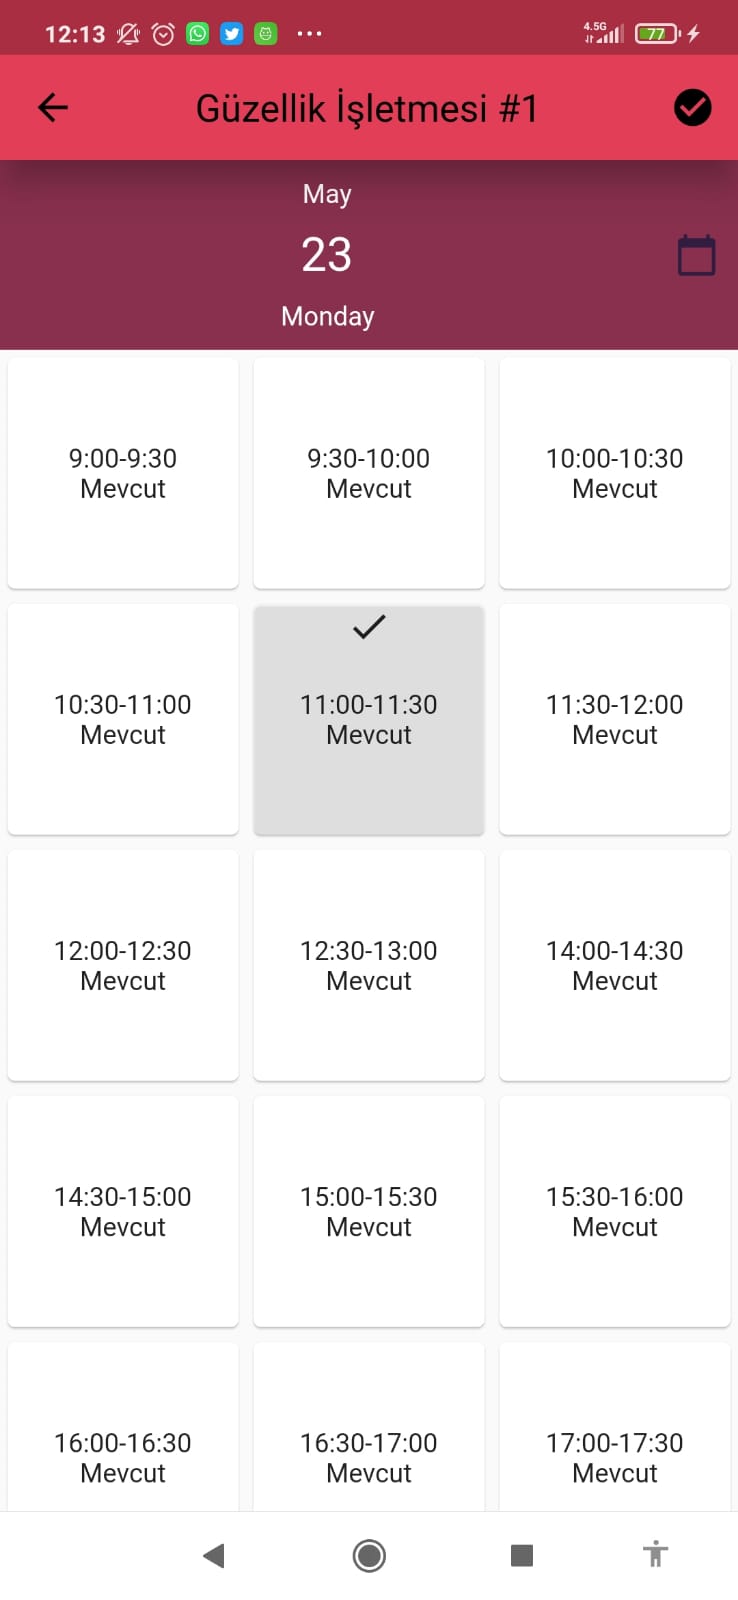 12:13
4.5G
77
Güzellik İşletmesi #1
May
23
Monday
9:00-9:30
Mevcut
9:30-10:00
Mevcut
10:00-10:30
Mevcut
10:30-11:00
Mevcut
11:00-11:30
Mevcut
11:30-12:00
Mevcut
12:00-12:30
Mevcut
12:30-13:00
Mevcut
14:00-14:30
Mevcut
14:30-15:00
Mevcut
15:00-15:30
Mevcut
15:30-16:00
Mevcut
16:00-16:30
Mevcut
16:30-17:00
Mevcut
17:00-17:30
Mevcut